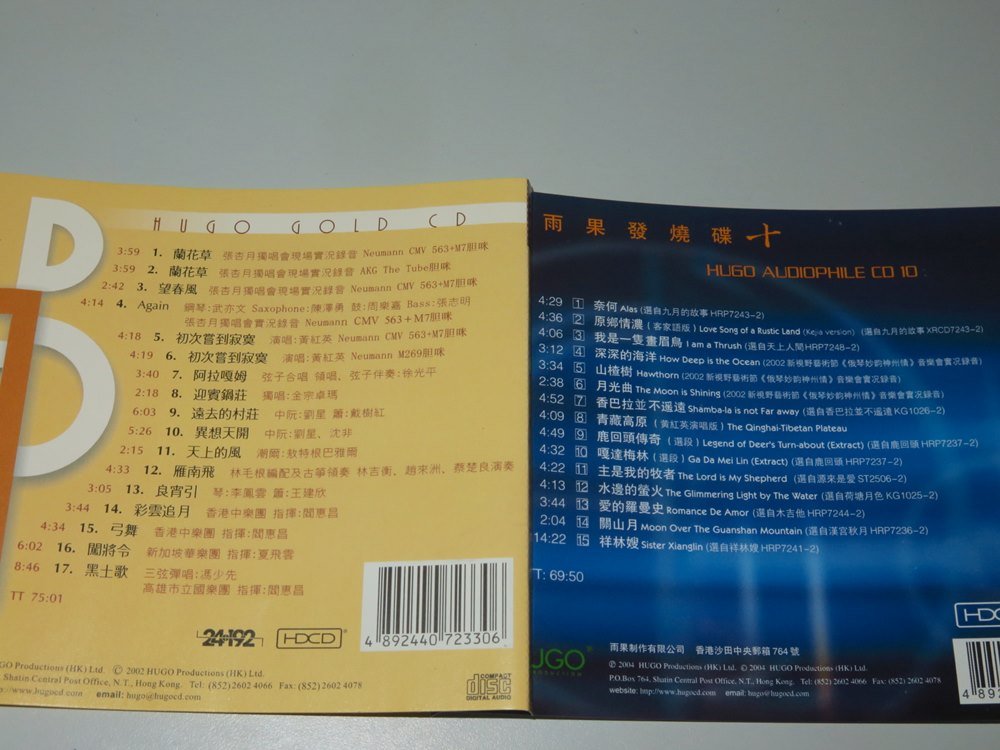 HUGO GOLD CD
3:59 1. 蘭花草 張杏月獨唱會現場實況錄音 Neumann CMV 563+M7胆咪
3:59 2. 蘭花草 張杏月獨唱會現場實況錄音 AKG The Tube胆咪
2:42 3. 望春風 張杏月獨唱會現場實況錄音 Neumann CMV 563+M7胆咪
4:14 4. Again 鋼琴:武亦文 Saxophone:陳澤勇 鼓:周樂嘉 Bass:張志明
張杏月獨唱會實況錄音 Neumann CMV 563+M7胆咪
4:18 5. 初次嘗到寂寞 演唱:黃紅英 Neumann CMV 563+M7胆咪
4:19 6. 初次嘗到寂寞 演唱:黃紅英 Neumann M269胆咪
3:40 7. 阿拉嘎姆 弦子合唱 領唱、弦子伴奏:徐光平
2:18 8. 迎賓鍋莊 獨唱:金宗卓瑪
6:03 9. 遠去的村莊 中阮:劉星 蕭:戴樹紅
5:26 10. 異想天開 中阮:劉星、沈非
2:15 11. 天上的風 潮爾:敖特根巴雅爾
4:33 12. 雁南飛 林毛根編配及古箏領奏 林吉衡、趙來洲、蔡楚良演奏
3:05 13. 良宵引 琴:李鳳雲 蕭:王建欣
3:44 14. 彩雲追月 香港中樂團 指揮:閻惠昌
4:34 15. 弓舞 香港中樂團 指揮:閻惠昌
6:02 16. 闖將令 新加坡華樂團 指揮:夏飛雲
8:46 17. 黑土歌 三弦彈唱:馮少先
高雄市立國樂團 指揮:閻惠昌
TT 75:01
24 192 HDCD
4 892440 723306
GO Productions (HK) Ltd. © 2002 HUGO Productions (HK) Ltd.
Shatin Central Post Office, N.T., Hong Kong. Tel: (852) 2602 4066 Fax: (852) 2602 4078
http://www.hugocd.com email: hugo@hugocd.com
COMPACT
disc
DIGITAL AUDIO
雨果發燒碟十
HUGO AUDIOPHILE CD 10
4:29 1 奈何 Alas (選自九月的故事 HRP7243-2)
4:36 2 原鄉情濃 (客家語版) Love Song of a Rustic Land (Kejia version) (選自九月的故事 XRCD7243-2)
4:06 3 我是一隻畫眉鳥 I am a Thrush (選自天上人間 HRP7248-2)
3:12 4 深深的海洋 How Deep is the Ocean (2002 新視野藝術節《俄琴妙韵神州情》音樂會實況錄音)
3:34 5 山楂樹 Hawthorn (2002 新視野藝術節《俄琴妙韵神州情》音樂會實況錄音)
2:38 6 月光曲 The Moon is Shining (2002 新視野藝術節《俄琴妙韵神州情》音樂會實況錄音)
4:52 7 香巴拉並不遙遠 Shamba-la is not Far away (選自香巴拉並不遙遠 KG1026-2)
4:09 8 青藏高原 (黃紅英演唱版) The Qinghai-Tibetan Plateau
4:49 9 鹿回頭傳奇 (選段) Legend of Deer's Turn-about (Extract) (選自鹿回頭 HRP7237-2)
4:32 10 嘎達梅林 (選段) Ga Da Mei Lin (Extract) (選自鹿回頭 HRP7237-2)
4:22 11 主是我的牧者 The Lord is My Shepherd (選自源來是愛 ST2506-2)
4:13 12 水邊的螢火 The Glimmering Light by The Water (選自荷塘月色 KG1025-2)
3:44 13 愛的羅曼史 Romance De Amor (選自木吉他 HRP7244-2)
2:04 14 關山月 Moon Over The Guanshan Mountain (選自漢宮秋月 HRP7236-2)
14:22 15 祥林嫂 Sister Xianglin (選自祥林嫂 HRP7241-2)
TT: 69:50
HDC
UGO
雨果制作有限公司 香港沙田中央郵箱 764 號
℗ 2004 HUGO Productions (HK) Ltd. © 2004 HUGO Productions (HK) Ltd.
P.O.Box 764, Shatin Central Post Office, N.T., Hong Kong. Tel: (852) 2602 4066 Fax: (852) 2602 4078
website: http://www.hugocd.com email: hugo@hugocd.com
4 89